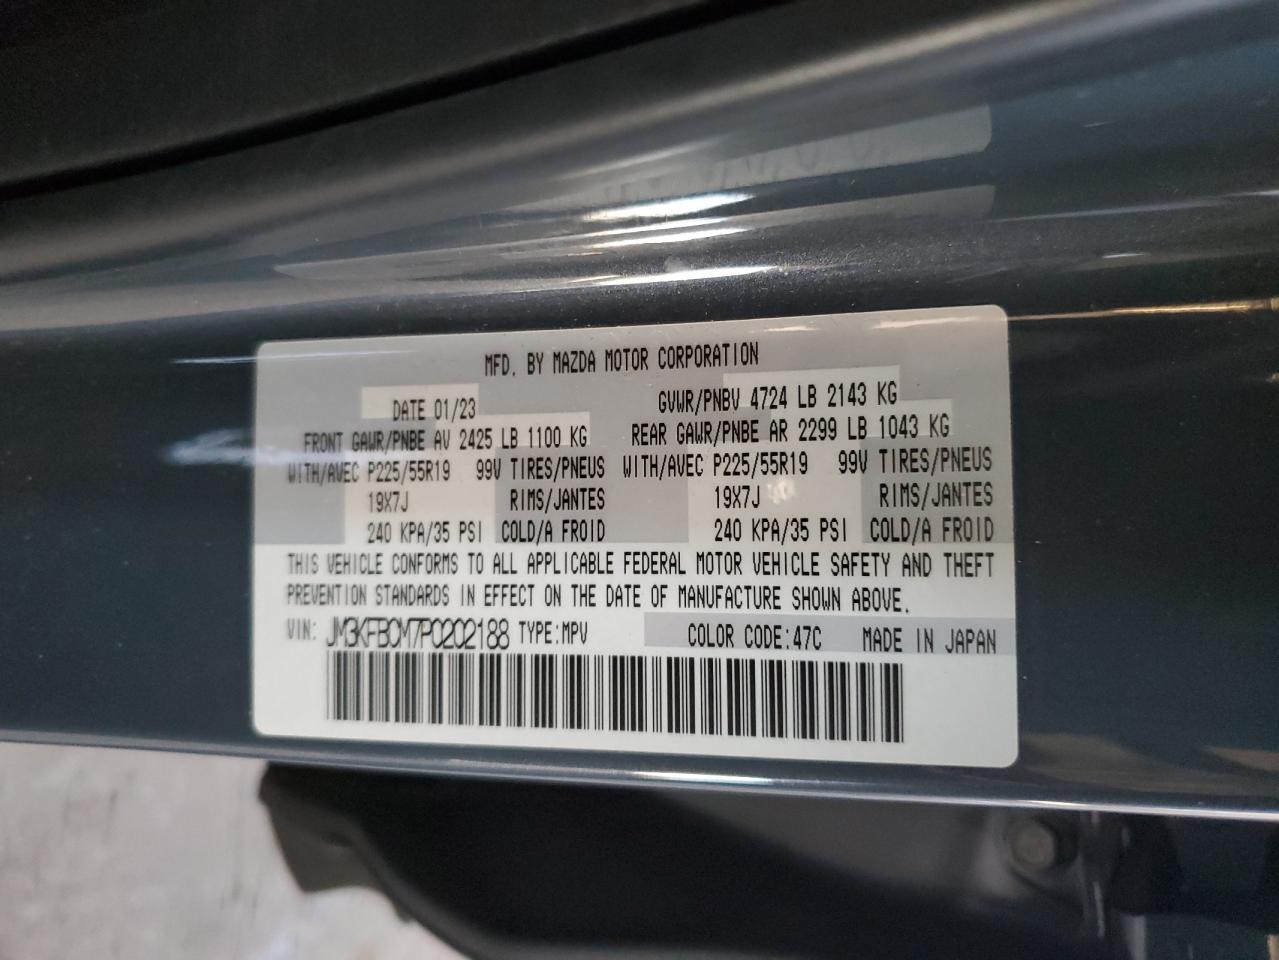 MFD. BY MAZDA MOTOR CORPORATION
DATE 01/23 GVWR/PNBV 4724 LB 2143 KG
FRONT GAWR/PNBE AV 2425 LB 1100 KG REAR GAWR/PNBE AR 2299 LB 1043 KG
WITH/AVEC P225/55R19 99V TIRES/PNEUS WITH/AVEC P225/55R19 99V TIRES/PNEUS
19X7J RIMS/JANTES 19X7J RIMS/JANTES
240 KPA/35 PSI COLD/A FROID 240 KPA/35 PSI COLD/A FROID
THIS VEHICLE CONFORMS TO ALL APPLICABLE FEDERAL MOTOR VEHICLE SAFETY AND THEFT
PREVENTION STANDARDS IN EFFECT ON THE DATE OF MANUFACTURE SHOWN ABOVE.
VIN: JM3KFBCM7P0202188 TYPE:MPV COLOR CODE:47C MADE IN JAPAN